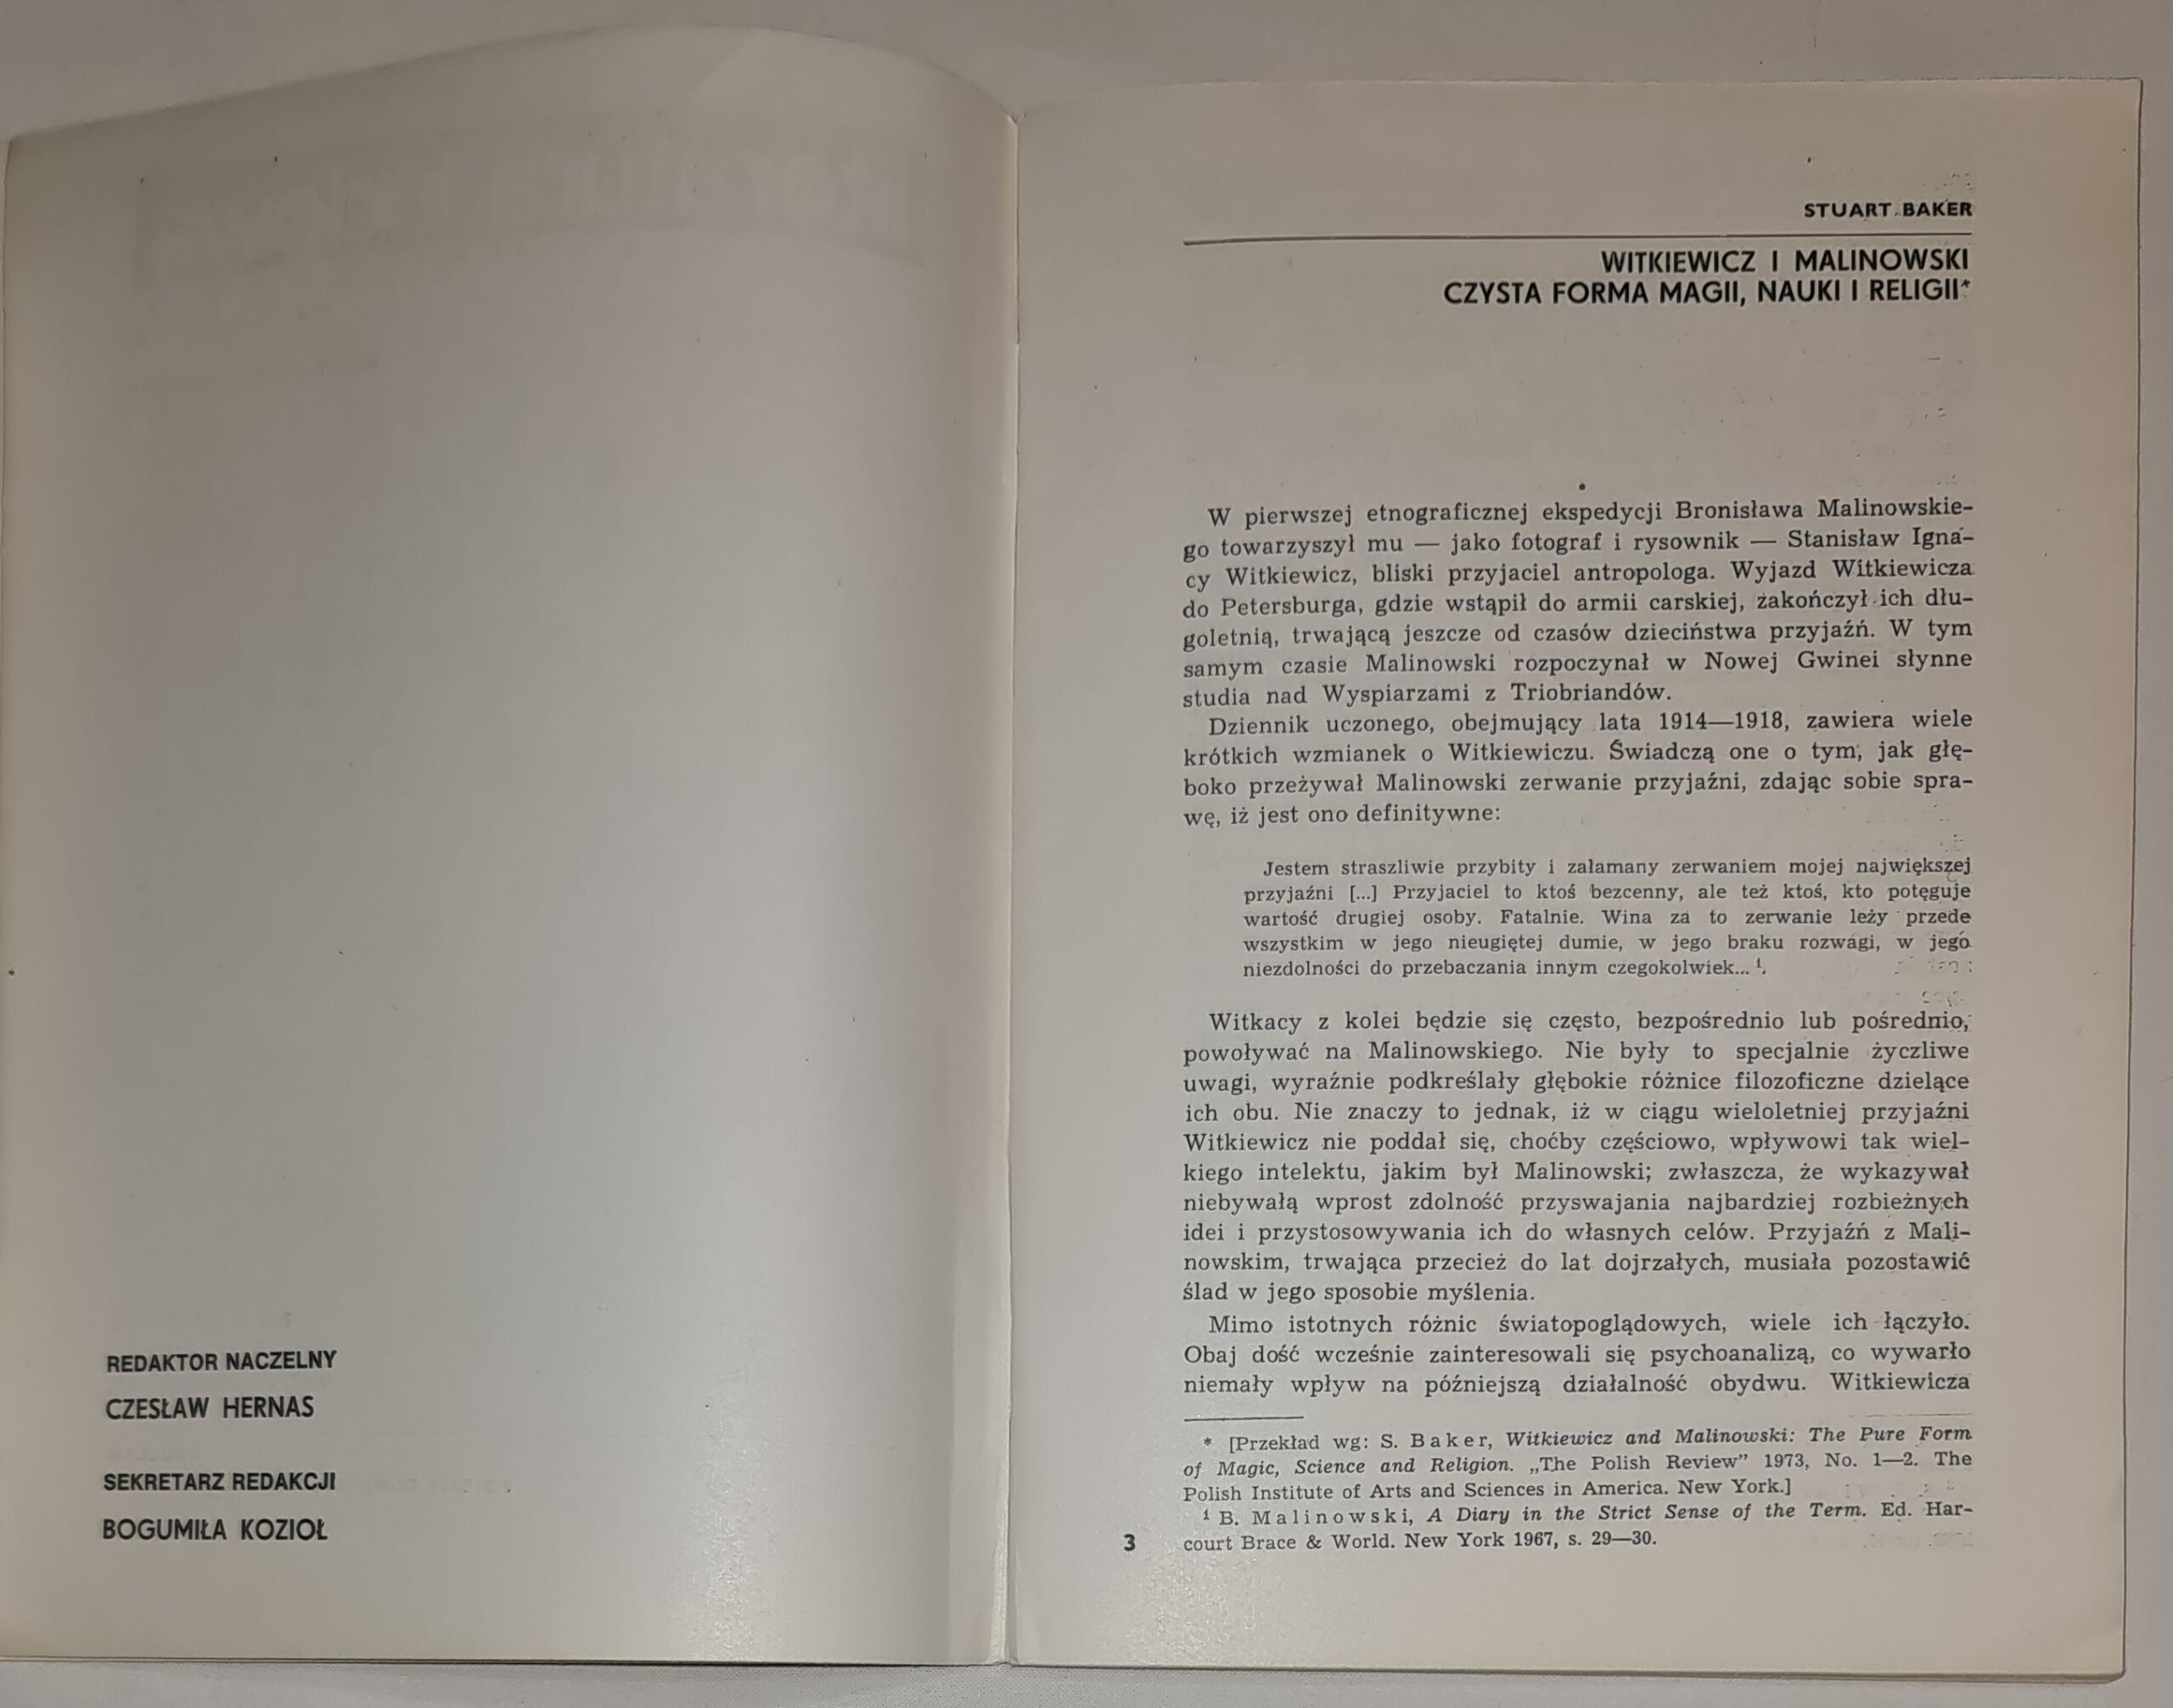 REDAKTOR NACZELNY
CZESŁAW HERNAS
SEKRETARZ REDAKCJI
BOGUMIŁA KOZIOŁ
STUART BAKER
WITKIEWICZ I MALINOWSKI
CZYSTA FORMA MAGII, NAUKI I RELIGII*
W pierwszej etnograficznej ekspedycji Bronisława Malinowskie-
go towarzyszył mu — jako fotograf i rysownik — Stanisław Igna-
cy Witkiewicz, bliski przyjaciel antropologa. Wyjazd Witkiewicza
do Petersburga, gdzie wstąpił do armii carskiej, zakończył ich dłu-
goletnią, trwającą jeszcze od czasów dzieciństwa przyjaźń. W tym
samym czasie Malinowski rozpoczynał w Nowej Gwinei słynne
studia nad Wyspiarzami z Triobriandów.
Dziennik uczonego, obejmujący lata 1914—1918, zawiera wiele
krótkich wzmianek o Witkiewiczu. Świadczą one o tym, jak głę-
boko przeżywał Malinowski zerwanie przyjaźni, zdając sobie spra-
wę, iż jest ono definitywne:
Jestem straszliwie przybity i załamany zerwaniem mojej największej
przyjaźni [...] Przyjaciel to ktoś bezcenny, ale też ktoś, kto potęguje
wartość drugiej osoby. Fatalnie. Wina za to zerwanie leży przede
wszystkim w jego nieugiętej dumie, w jego braku rozwagi, w jego
niezdolności do przebaczania innym czegokolwiek... ¹.
Witkacy z kolei będzie się często, bezpośrednio lub pośrednio,
powoływać na Malinowskiego. Nie były to specjalnie życzliwe
uwagi, wyraźnie podkreślały głębokie różnice filozoficzne dzielące
ich obu. Nie znaczy to jednak, iż w ciągu wieloletniej przyjaźni
Witkiewicz nie poddał się, choćby częściowo, wpływowi tak wiel-
kiego intelektu, jakim był Malinowski; zwłaszcza, że wykazywał
niebywałą wprost zdolność przyswajania najbardziej rozbieżnych
idei i przystosowywania ich do własnych celów. Przyjaźń z Mali-
nowskim, trwająca przecież do lat dojrzałych, musiała pozostawić
ślad w jego sposobie myślenia.
Mimo istotnych różnic światopoglądowych, wiele ich łączyło.
Obaj dość wcześnie zainteresowali się psychoanalizą, co wywarło
niemały wpływ na późniejszą działalność obydwu. Witkiewicza
* [Przekład wg: S. Baker, Witkiewicz and Malinowski: The Pure Form
of Magic, Science and Religion. „The Polish Review” 1973, No. 1—2. The
Polish Institute of Arts and Sciences in America. New York.]
¹ B. Malinowski, A Diary in the Strict Sense of the Term. Ed. Har-
court Brace & World. New York 1967, s. 29—30.
3